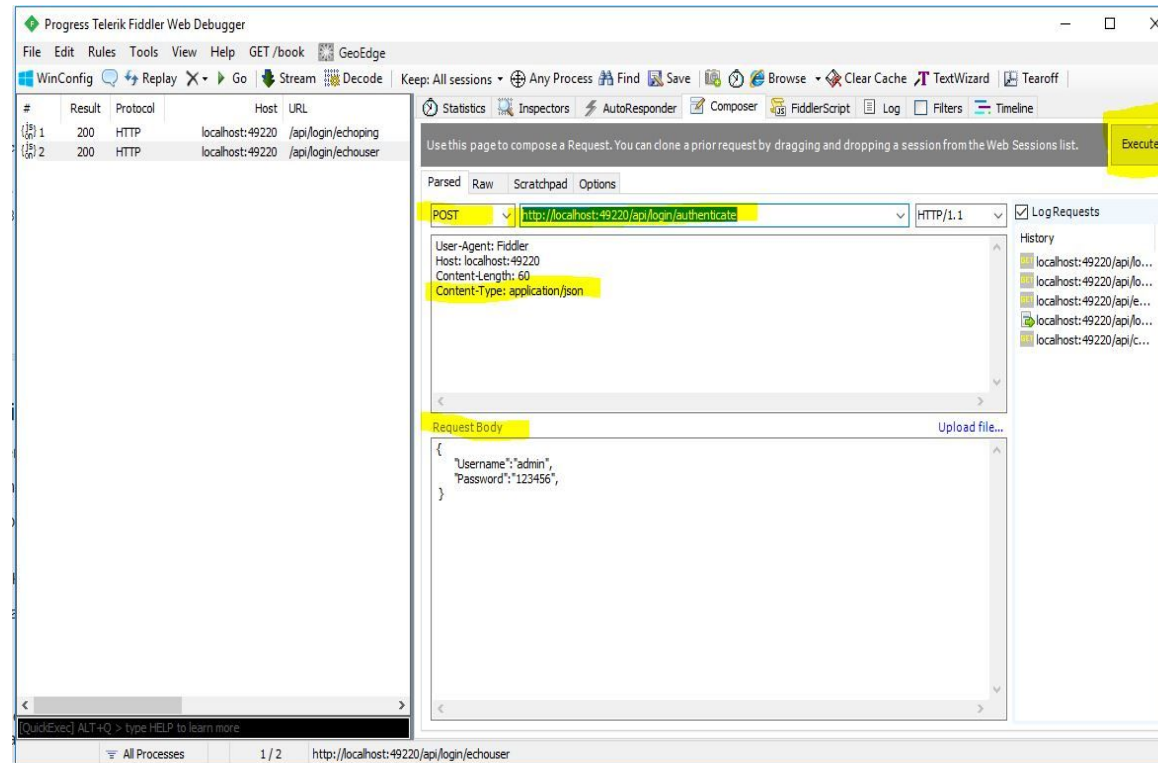 Progress Telerik Fiddler Web Debugger
File Edit Rules Tools View Help GET /book GeoEdge
WinConfig Replay Go Stream Decode Keep: All sessions Any Process Find Save Browse Clear Cache TextWizard Tearoff
# Result Protocol Host URL
1 200 HTTP localhost:49220 /api/login/echoping
2 200 HTTP localhost:49220 /api/login/echouser
Statistics Inspectors AutoResponder Composer FiddlerScript Log Filters Timeline
Use this page to compose a Request. You can clone a prior request by dragging and dropping a session from the Web Sessions list. Execute
Parsed Raw Scratchpad Options
POST http://localhost:49220/api/login/authenticate HTTP/1.1
User-Agent: Fiddler
Host: localhost:49220
Content-Length: 60
Content-Type: application/json
Log Requests
History
localhost:49220/api/lo...
localhost:49220/api/lo...
localhost:49220/api/e...
localhost:49220/api/lo...
localhost:49220/api/c...
Request Body Upload file...
{
"Username":"admin",
"Password":"123456",
}
[QuickExec] ALT+Q > type HELP to learn more
All Processes 1 / 2 http://localhost:49220/api/login/echouser